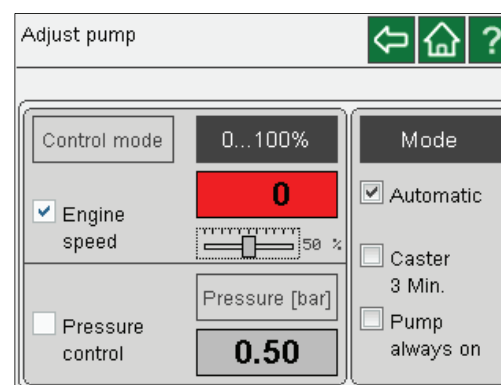 Adjust pump
?
Control mode
0...100%
Mode
Engine
speed
0
50 %
Automatic
Caster
3 Min.
Pressure
control
Pressure [bar]
0.50
Pump
always on